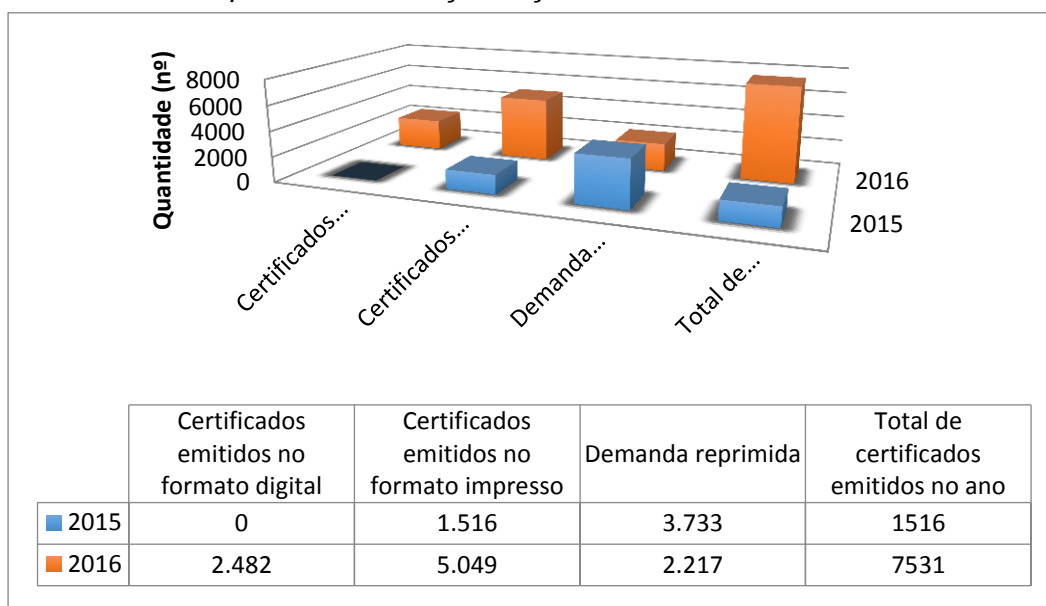 Quantidade (nº)
8000
6000
4000
2000
0
2016
2015
Certificados...
Certificados...
Demanda...
Total de...
Certificados emitidos no formato digital
Certificados emitidos no formato impresso
Demanda reprimida
Total de certificados emitidos no ano
2015 0 1.516 3.733 1516
2016 2.482 5.049 2.217 7531